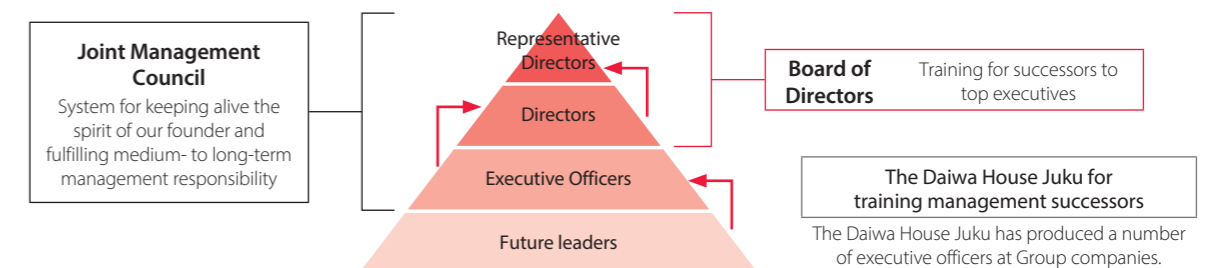 Joint Management
Council
System for keeping alive the
spirit of our founder and
fulfilling medium- to long-term
management responsibility
Representative
Directors
Directors
Executive Officers
Future leaders
Board of
Directors
Training for successors to
top executives
The Daiwa House Juku for
training management successors
The Daiwa House Juku has produced a number
of executive officers at Group companies.